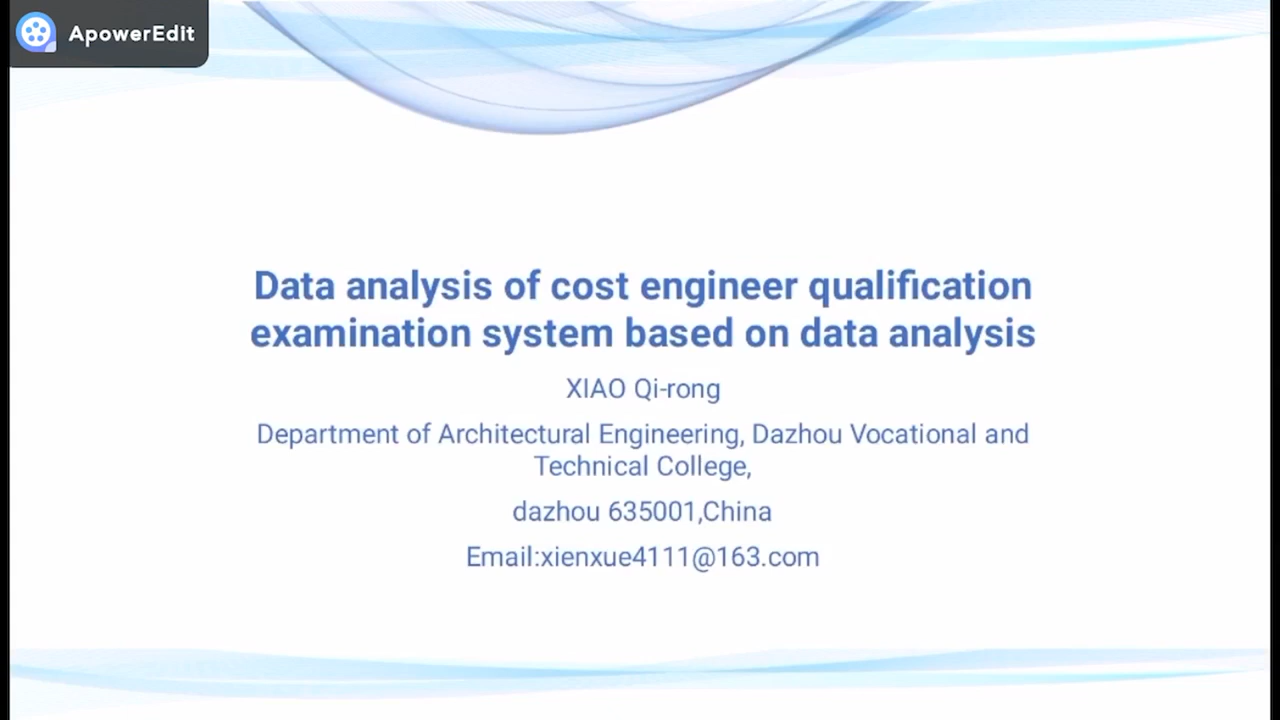 ApowerEdit
Data analysis of cost engineer qualification
examination system based on data analysis
XIAO Qi-rong
Department of Architectural Engineering, Dazhou Vocational and
Technical College,
dazhou 635001,China
Email:xienxue4111@163.com